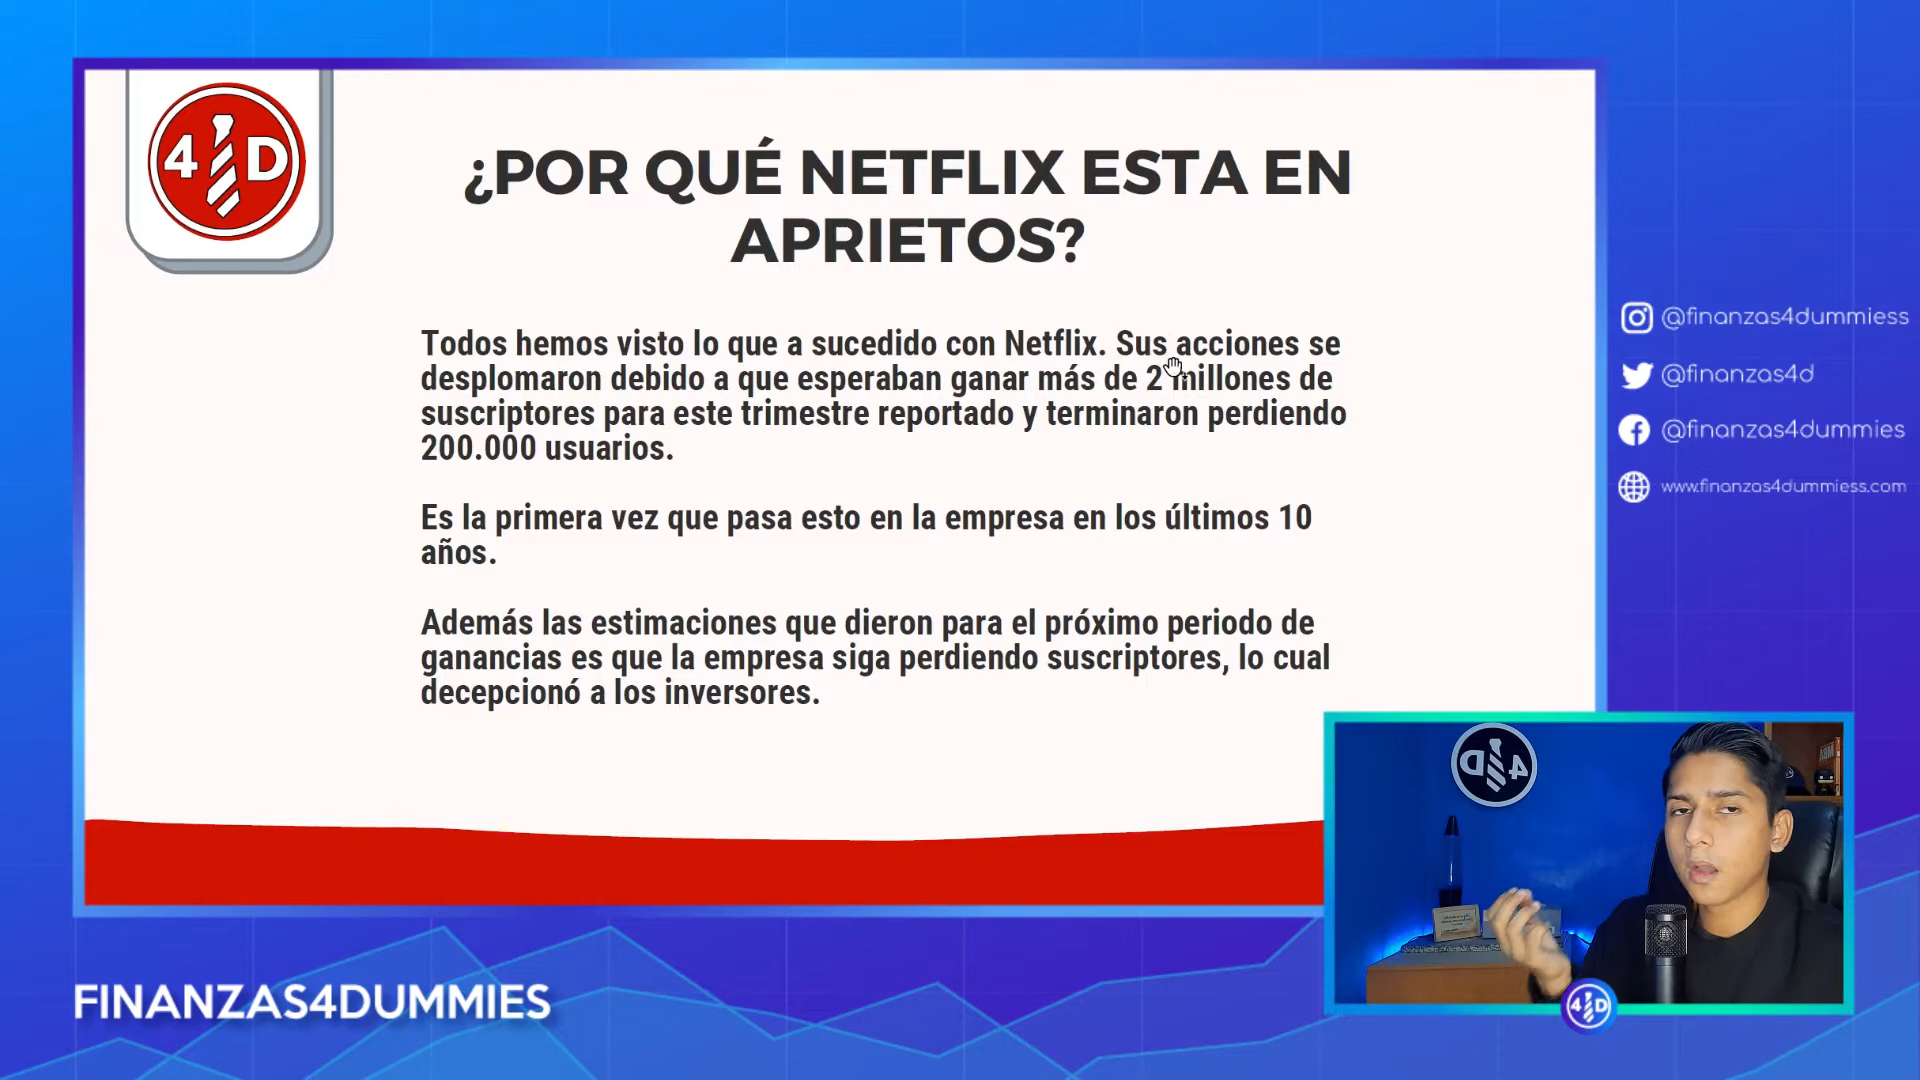 4 D
¿POR QUÉ NETFLIX ESTA EN
APRIETOS?
Todos hemos visto lo que a sucedido con Netflix. Sus acciones se
desplomaron debido a que esperaban ganar más de 2 millones de
suscriptores para este trimestre reportado y terminaron perdiendo
200.000 usuarios.
Es la primera vez que pasa esto en la empresa en los últimos 10
años.
Además las estimaciones que dieron para el próximo periodo de
ganancias es que la empresa siga perdiendo suscriptores, lo cual
decepcionó a los inversores.
@finanzas4dummiess
@finanzas4d
@finanzas4dummies
www.finanzas4dummiess.com
4 D
4 D
FINANZAS4DUMMIES